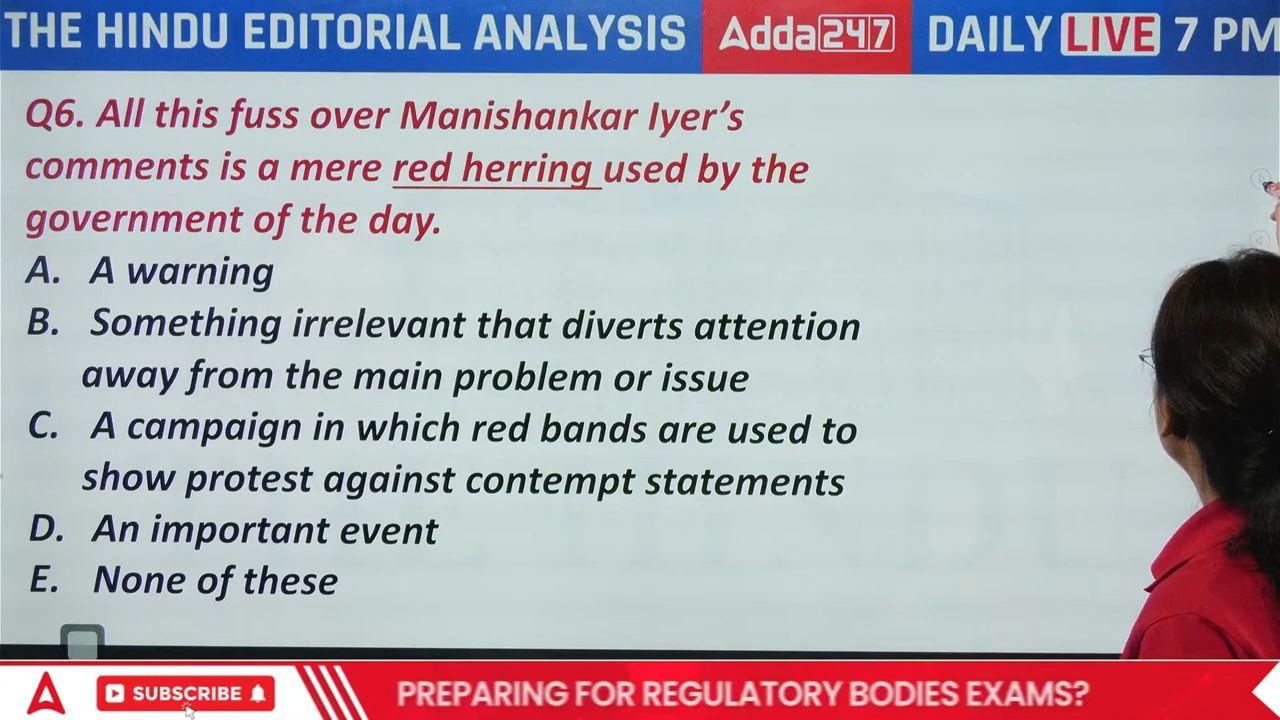 THE HINDU EDITORIAL ANALYSIS Adda247 DAILY LIVE 7 PM
Q6. All this fuss over Manishankar Iyer's
comments is a mere red herring used by the
government of the day.
A. A warning
B. Something irrelevant that diverts attention
away from the main problem or issue
C. A campaign in which red bands are used to
show protest against contempt statements
D. An important event
E. None of these
SUBSCRIBE PREPARING FOR REGULATORY BODIES EXAMS?